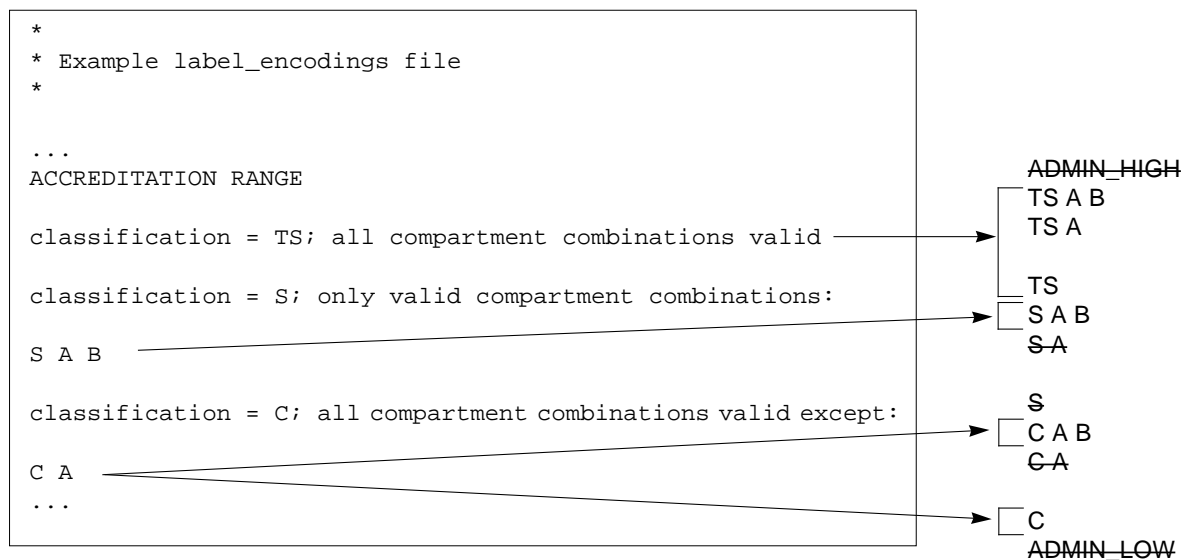 *
* Example label_encodings file
*
...
ACCREDITATION RANGE
classification = TS; all compartment combinations valid
classification = S; only valid compartment combinations:
S A B
classification = C; all compartment combinations valid except:
C A
...
ADMIN_HIGH
TS A B
TS A
TS
S A B
S A
S
C A B
C A
C
ADMIN_LOW